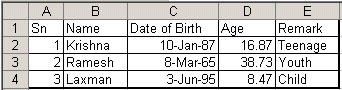 A B C D E
1 Sn Name Date of Birth Age Remark
2 1 Krishna 10-Jan-87 16.87 Teenage
3 2 Ramesh 8-Mar-65 38.73 Youth
4 3 Laxman 3-Jun-95 8.47 Child